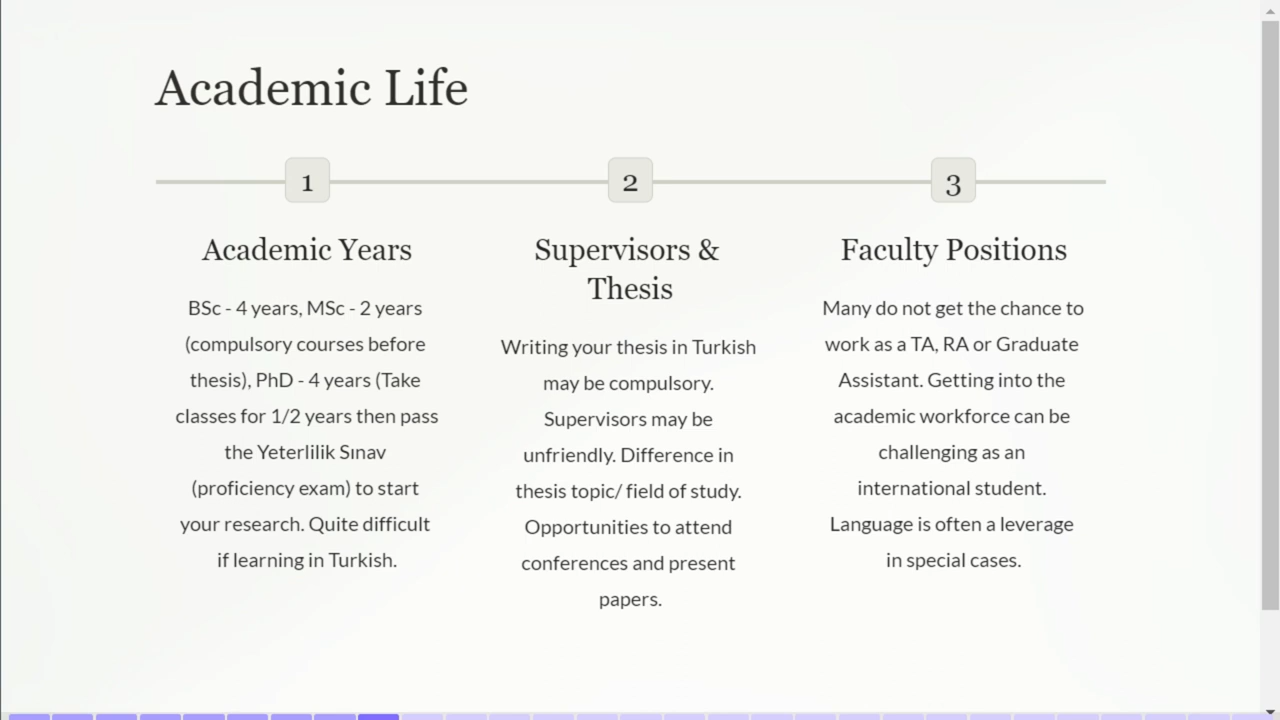 Academic Life
1
Academic Years
BSc - 4 years, MSc - 2 years
(compulsory courses before
thesis), PhD - 4 years (Take
classes for 1/2 years then pass
the Yeterlilik Sınav
(proficiency exam) to start
your research. Quite difficult
if learning in Turkish.
2
Supervisors &
Thesis
Writing your thesis in Turkish
may be compulsory.
Supervisors may be
unfriendly. Difference in
thesis topic/ field of study.
Opportunities to attend
conferences and present
papers.
3
Faculty Positions
Many do not get the chance to
work as a TA, RA or Graduate
Assistant. Getting into the
academic workforce can be
challenging as an
international student.
Language is often a leverage
in special cases.